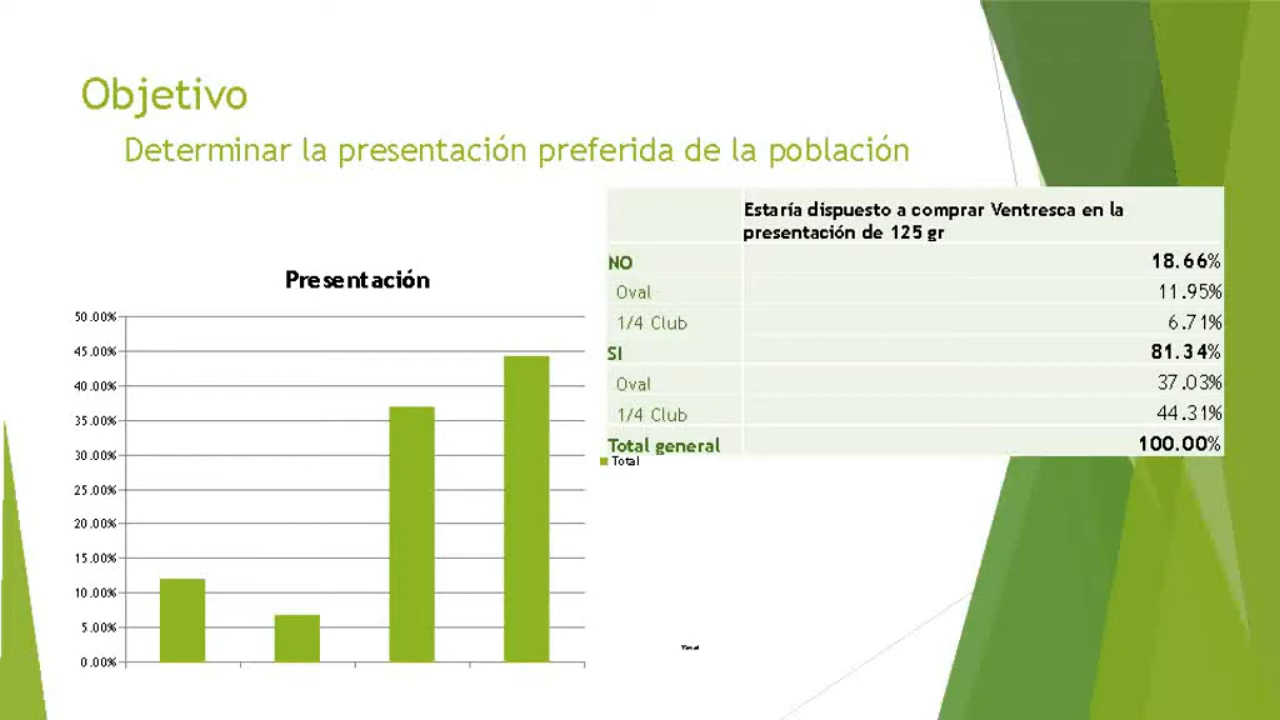 Objetivo
Determinar la presentación preferida de la población
Estaría dispuesto a comprar Ventresca en la
presentación de 125 gr
NO 18.66%
Oval 11.95%
1/4 Club 6.71%
SI 81.34%
Oval 37.03%
1/4 Club 44.31%
Total general 100.00%
Total
Presentación
50.00%
45.00%
40.00%
35.00%
30.00%
25.00%
20.00%
15.00%
10.00%
5.00%
0.00%